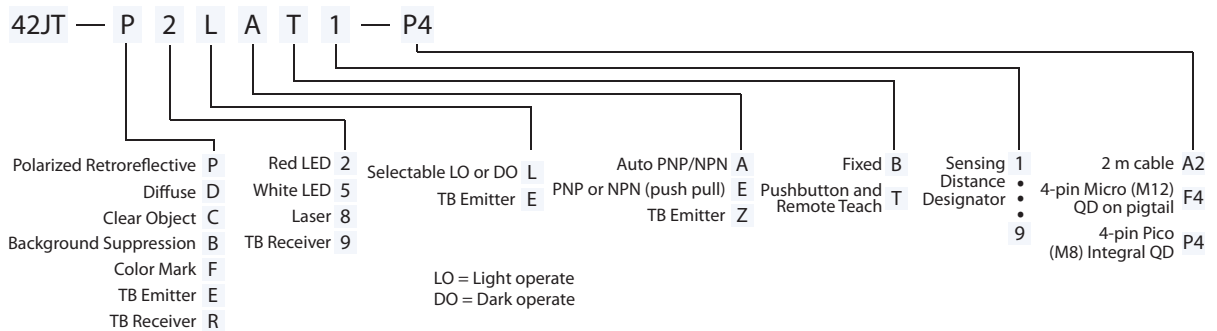 42JT — P 2 L A T 1 — P4
Polarized Retroreflective P
Diffuse D
Clear Object C
Background Suppression B
Color Mark F
TB Emitter E
TB Receiver R
Red LED 2
White LED 5
Laser 8
TB Receiver 9
Selectable LO or DO L
TB Emitter E
LO = Light operate
DO = Dark operate
Auto PNP/NPN A
PNP or NPN (push pull) E
TB Emitter Z
Fixed B
Pushbutton and
Remote Teach T
Sensing 1
Distance •
Designator •
•
9
2 m cable A2
4-pin Micro (M12)
QD on pigtail F4
4-pin Pico
(M8) Integral QD P4